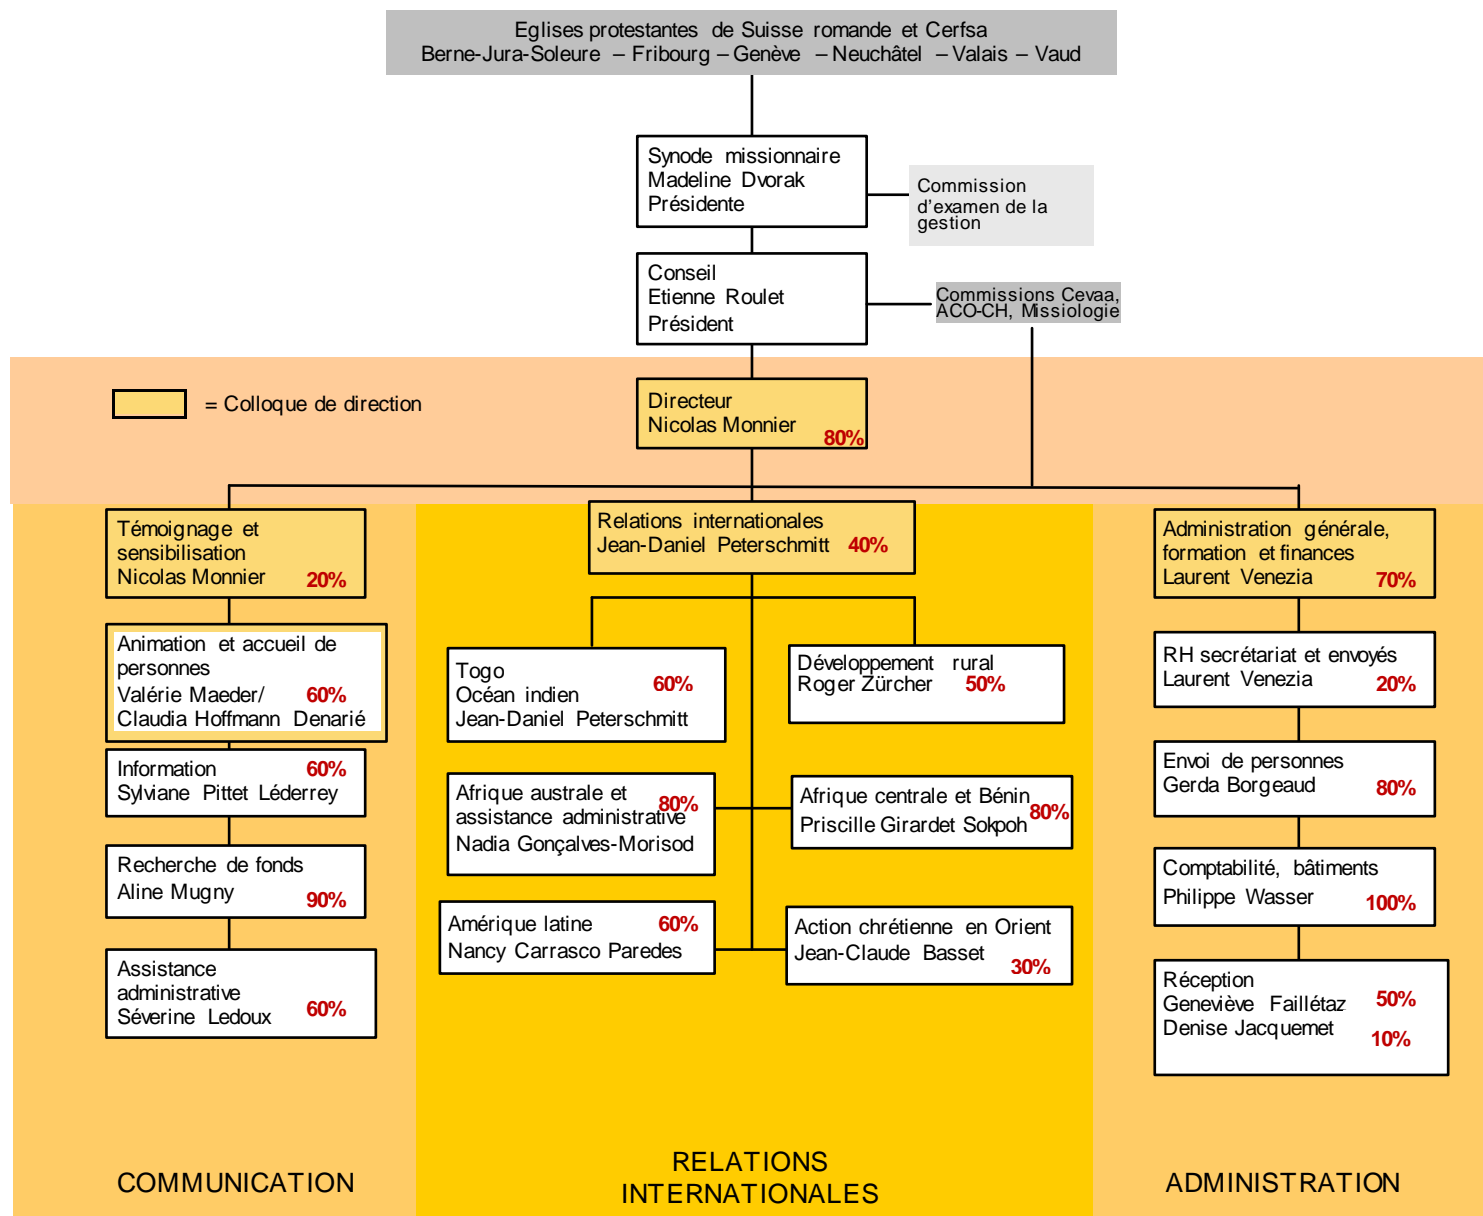 Eglises protestantes de Suisse romande et Cerfsa
Berne-Jura-Soleure – Fribourg – Genève – Neuchâtel – Valais – Vaud
Synode missionnaire
Madeline Dvorak
Présidente
Commission
d'examen de la
gestion
Conseil
Etienne Roulet
Président
Commissions Cevaa,
ACO-CH, Missiologie
= Colloque de direction
Directeur
Nicolas Monnier 80%
Témoignage et
sensibilisation
Nicolas Monnier 20%
Animation et accueil de
personnes
Valérie Maeder/ 60%
Claudia Hoffmann Denarié
Information 60%
Sylviane Pittet Léderrey
Recherche de fonds
Aline Mugny 90%
Assistance
administrative
Séverine Ledoux 60%
COMMUNICATION
Relations internationales
Jean-Daniel Peterschmitt 40%
Togo
Océan indien 60%
Jean-Daniel Peterschmitt
Développement rural
Roger Zürcher 50%
Afrique australe et
assistance administrative 80%
Nadia Gonçalves-Morisod
Afrique centrale et Bénin
Priscille Girardet Sokpoh 80%
Amérique latine 60%
Nancy Carrasco Paredes
Action chrétienne en Orient
Jean-Claude Basset
30%
RELATIONS
INTERNATIONALES
Administration générale,
formation et finances
Laurent Venezia 70%
RH secrétariat et envoyés
Laurent Venezia 20%
Envoi de personnes
Gerda Borgeaud 80%
Comptabilité, bâtiments
Philippe Wasser 100%
Réception
Geneviève Faillétaz 50%
Denise Jacquemet 10%
ADMINISTRATION